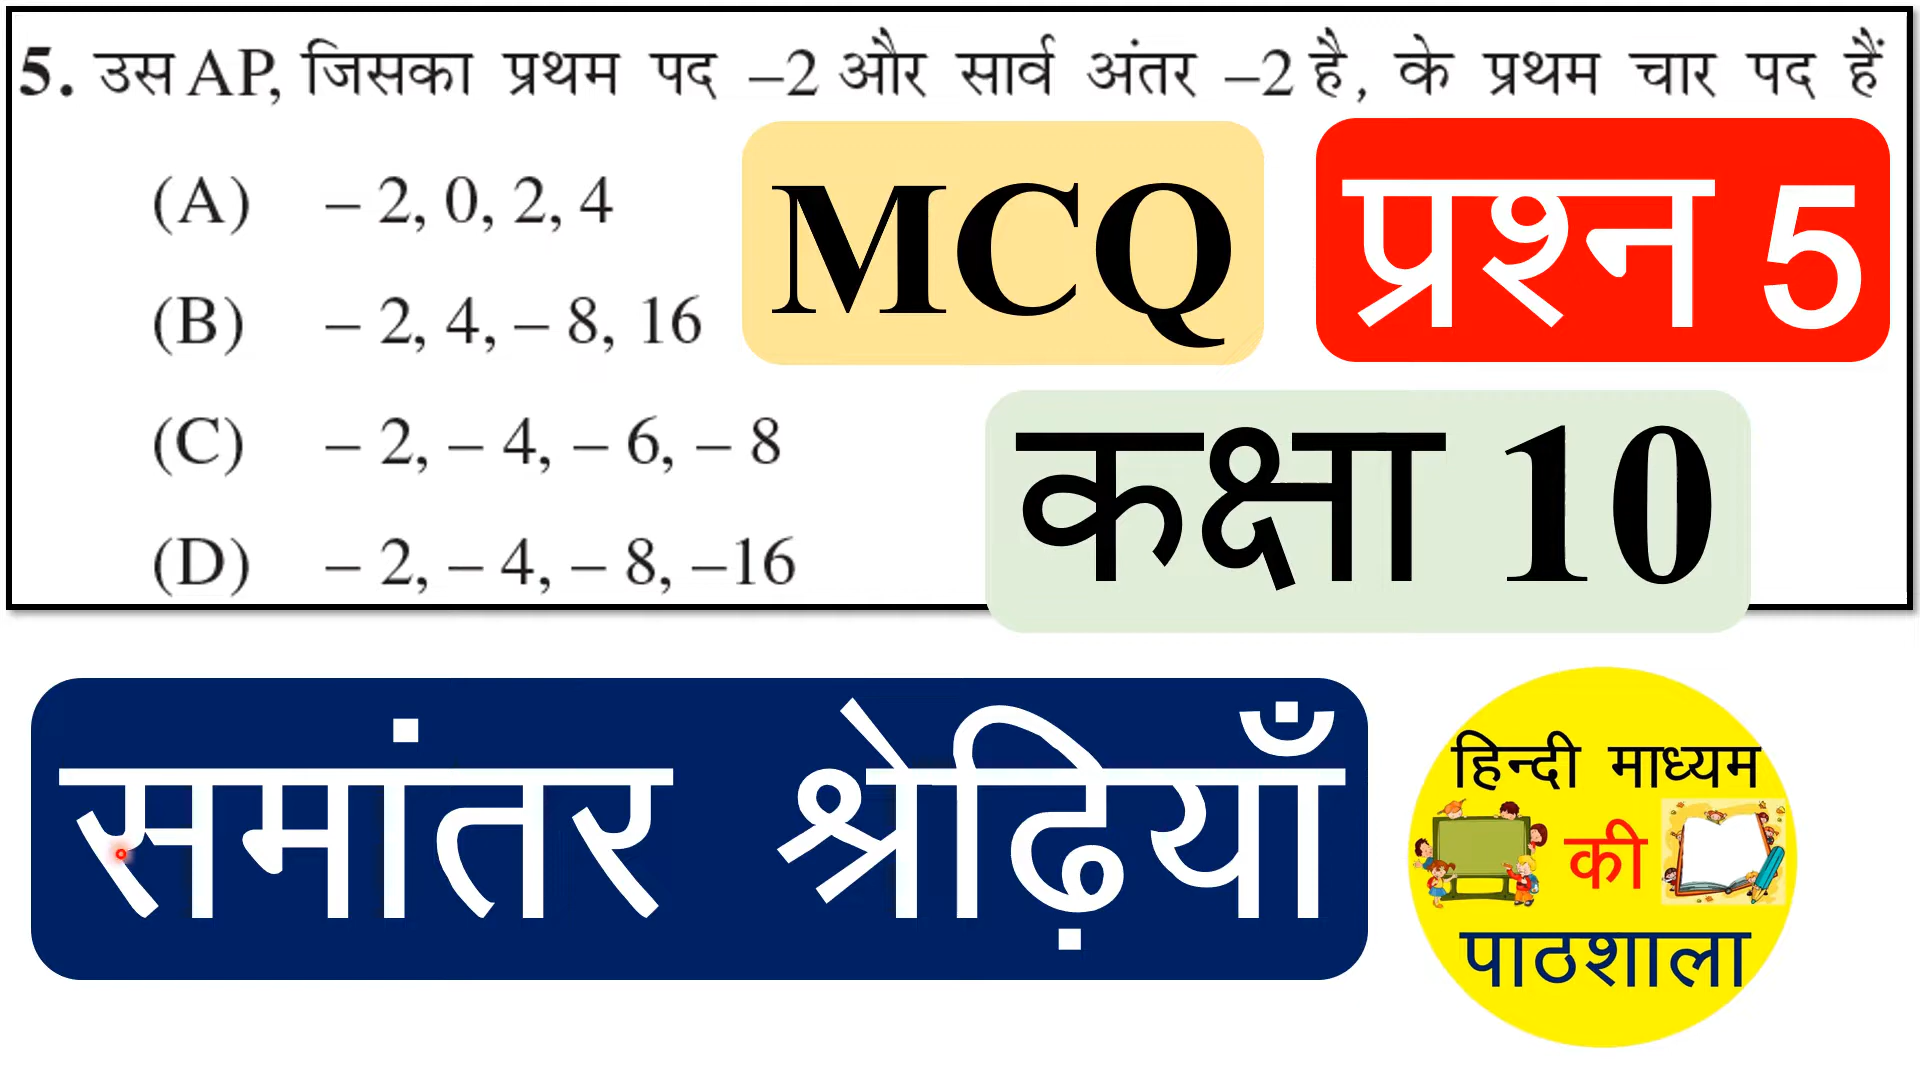 5. उस AP, जिसका प्रथम पद –2 और सार्व अंतर –2 है, के प्रथम चार पद हैं
(A) – 2, 0, 2, 4
(B) – 2, 4, – 8, 16
(C) – 2, – 4, – 6, – 8
(D) – 2, – 4, – 8, –16
MCQ
प्रश्न 5
कक्षा 10
समांतर श्रेढ़ियाँ
हिन्दी माध्यम
की
पाठशाला